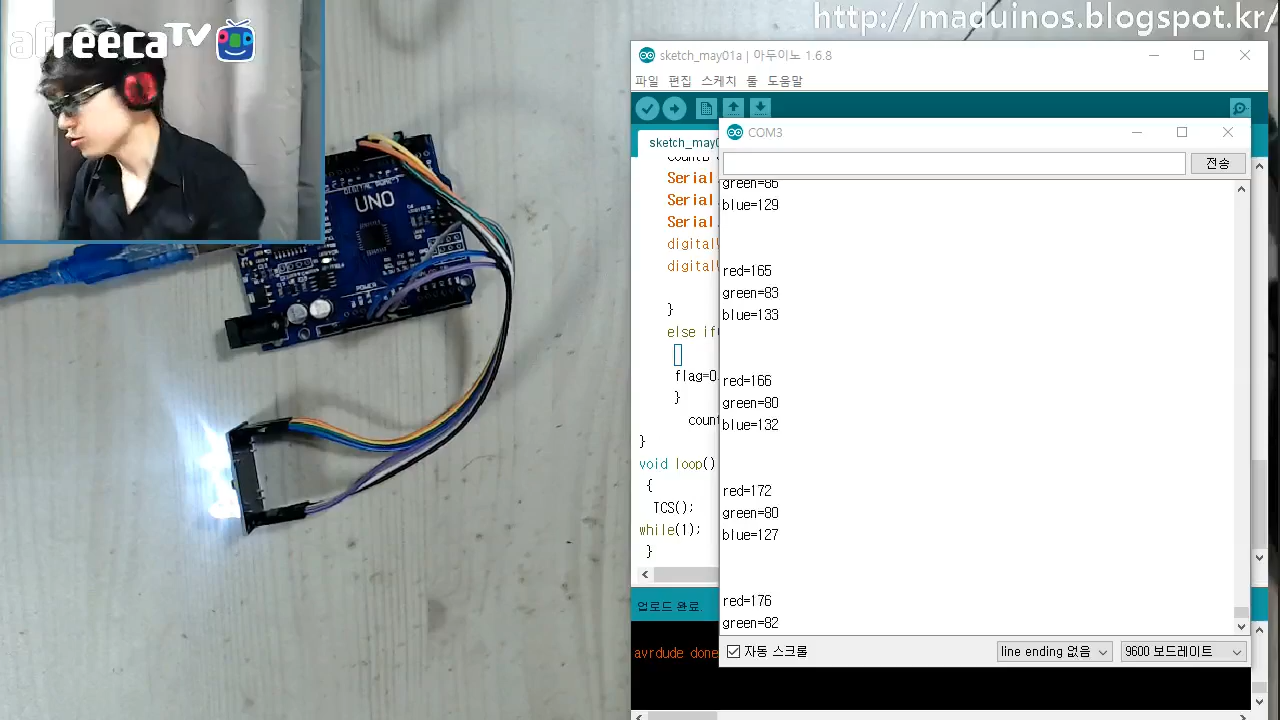 http://maduinos.blogspot.kr/
afreecaTV
sketch_may01a | 아두이노 1.6.8
파일 편집 스케치 툴 도움말
sketch_may
Serial.
Serial.
Serial.
digital
digital
}
else if
flag=0
}
count
}
void loop()
{
TCS();
while(1);
}
업로드 완료.
avrdude done
COM3
전송
green=86
blue=129
red=165
green=83
blue=133
red=166
green=80
blue=132
red=172
green=80
blue=127
red=176
green=82
자동 스크롤
line ending 없음
9600 보드레이트
UNO
POWER